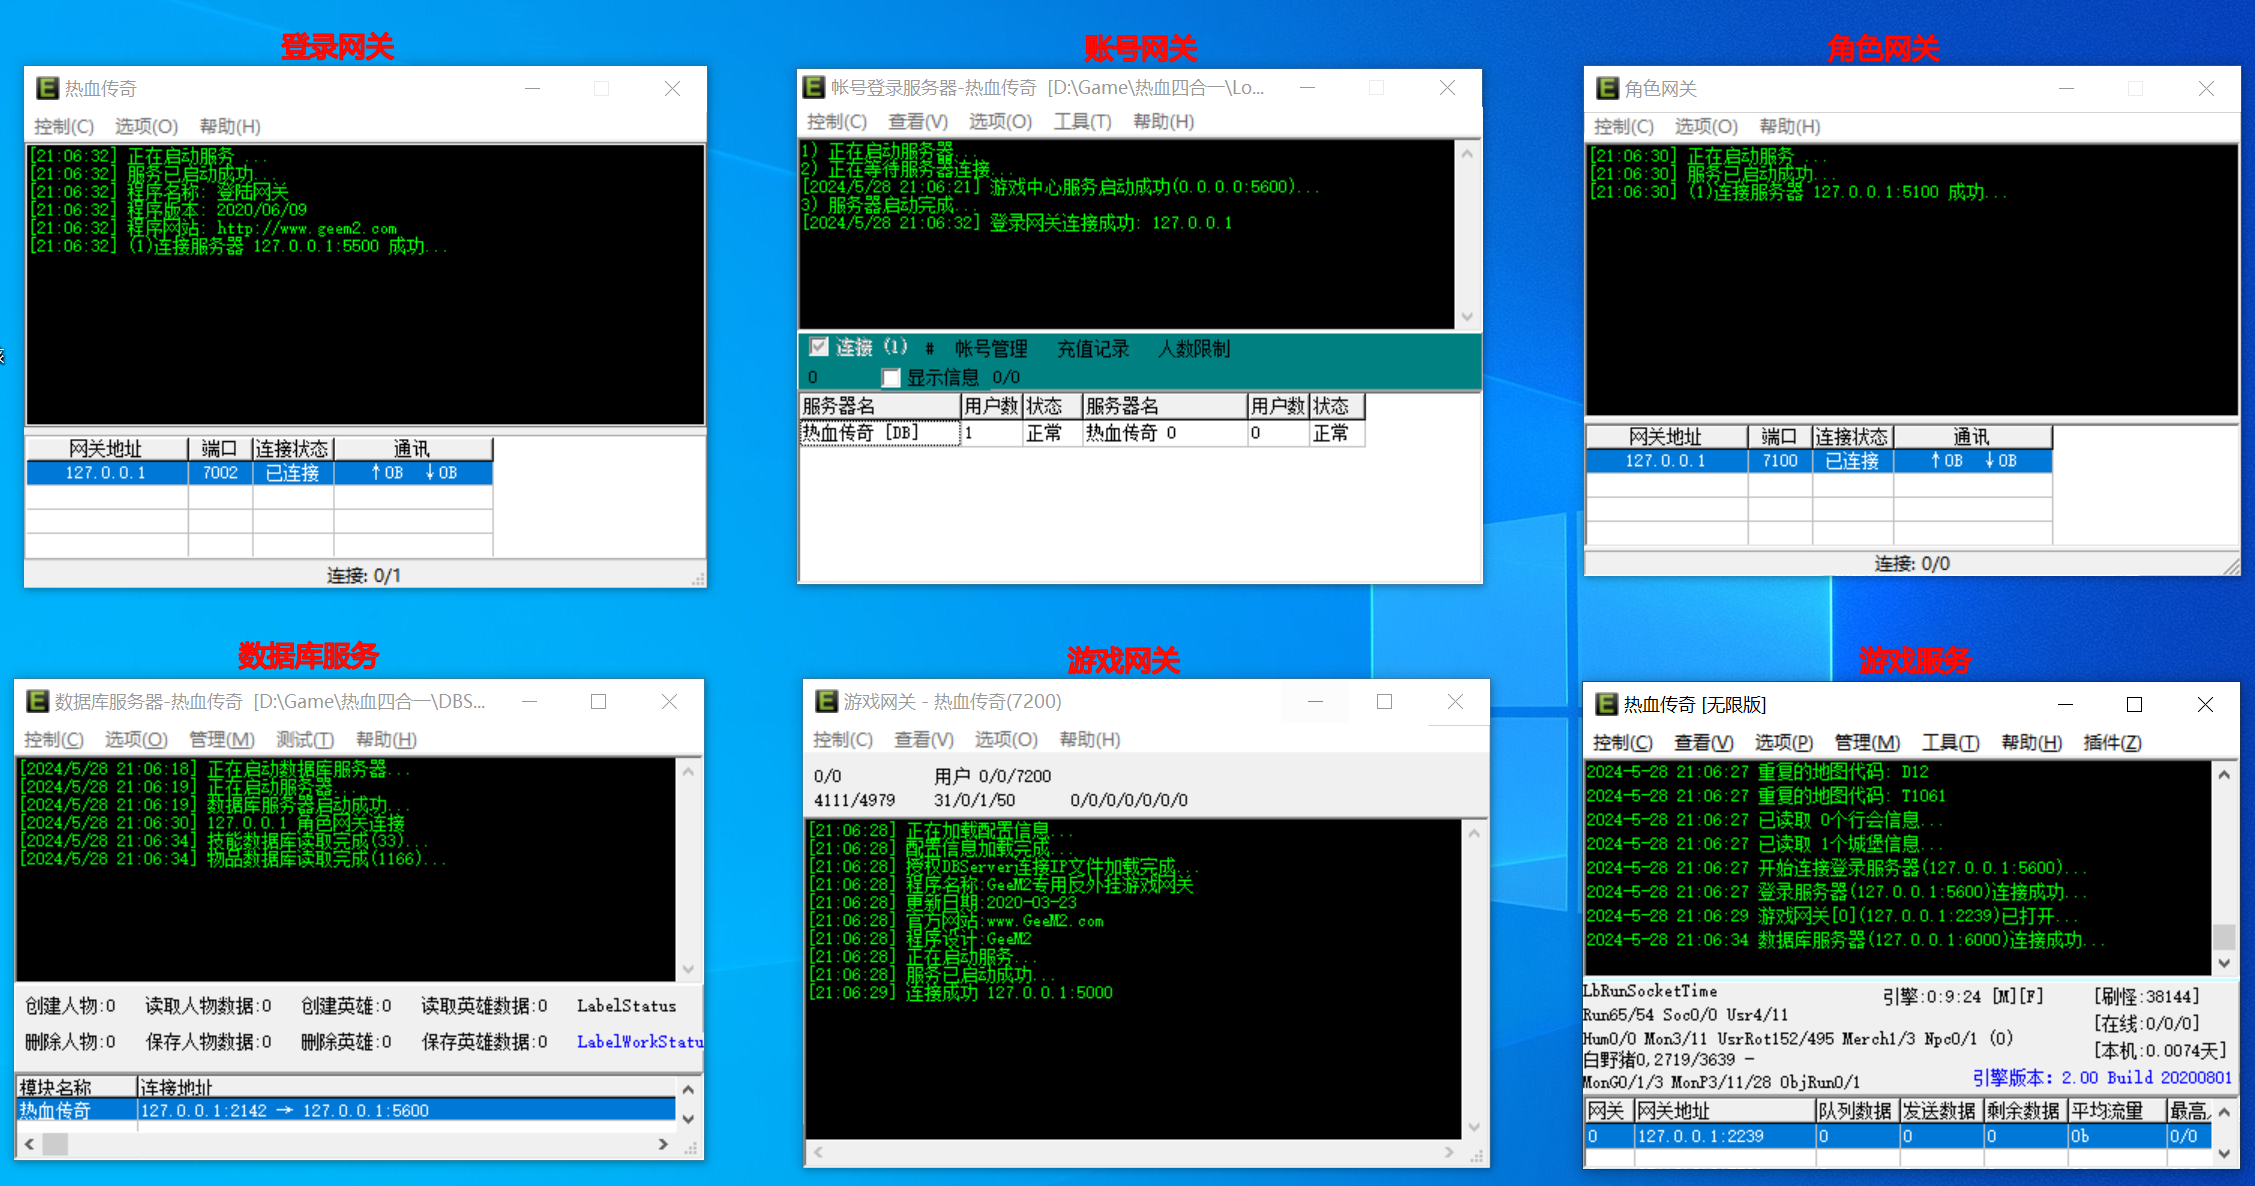 登录网关
热血传奇
控制(C) 选项(O) 帮助(H)
[21:06:32] 正在启动服务 ...
[21:06:32] 服务已启动成功...
[21:06:32] 程序名称: 登陆网关
[21:06:32] 程序版本: 2020/06/09
[21:06:32] 程序网站: http://www.geem2.com
[21:06:32] (1)连接服务器 127.0.0.1:5500 成功...
网关地址 端口 连接状态 通讯
127.0.0.1 7002 已连接 ↑0B ↓0B
连接: 0/1
账号网关
帐号登录服务器-热血传奇 [D:\Game\热血四合一\Lo...
控制(C) 查看(V) 选项(O) 工具(T) 帮助(H)
1) 正在启动服务器...
2) 正在等待服务器连接...
[2024/5/28 21:06:21] 游戏中心服务启动成功(0.0.0.0:5600)...
3) 服务器启动完成...
[2024/5/28 21:06:32] 登录网关连接成功: 127.0.0.1
连接 (1) # 帐号管理 充值记录 人数限制
0 显示信息 0/0
服务器名 用户数 状态 服务器名 用户数 状态
热血传奇 [DB] 1 正常 热血传奇 0 0 正常
角色网关
角色网关
控制(C) 选项(O) 帮助(H)
[21:06:30] 正在启动服务 ...
[21:06:30] 服务已启动成功...
[21:06:30] (1)连接服务器 127.0.0.1:5100 成功...
网关地址 端口 连接状态 通讯
127.0.0.1 7100 已连接 ↑0B ↓0B
连接: 0/0
数据库服务
数据库服务器-热血传奇 [D:\Game\热血四合一\DBS...
控制(C) 选项(O) 管理(M) 测试(T) 帮助(H)
[2024/5/28 21:06:18] 正在启动数据库服务器...
[2024/5/28 21:06:19] 正在启动服务器...
[2024/5/28 21:06:19] 数据库服务器启动成功...
[2024/5/28 21:06:30] 127.0.0.1 角色网关连接
[2024/5/28 21:06:34] 技能数据库读取完成(33)...
[2024/5/28 21:06:34] 物品数据库读取完成(1166)...
创建人物:0 读取人物数据:0 创建英雄:0 读取英雄数据:0 LabelStatus
删除人物:0 保存人物数据:0 删除英雄:0 保存英雄数据:0 LabelWorkStatu
模块名称 连接地址
热血传奇 127.0.0.1:2142 → 127.0.0.1:5600
游戏网关
游戏网关 - 热血传奇(7200)
控制(C) 查看(V) 选项(O) 帮助(H)
0/0 用户 0/0/7200
4111/4979 31/0/1/50 0/0/0/0/0/0/0
[21:06:28] 正在加载配置信息...
[21:06:28] 配置信息加载完成...
[21:06:28] 授权DBServer连接IP文件加载完成...
[21:06:28] 程序名称:GeeM2专用反外挂游戏网关
[21:06:28] 更新日期:2020-03-23
[21:06:28] 官方网站:www.GeeM2.com
[21:06:28] 程序设计:GeeM2
[21:06:28] 正在启动服务...
[21:06:28] 服务已启动成功...
[21:06:29] 连接成功 127.0.0.1:5000
游戏服务
热血传奇 [无限版]
控制(C) 查看(V) 选项(P) 管理(M) 工具(T) 帮助(H) 插件(Z)
2024-5-28 21:06:27 重复的地图代码: D12
2024-5-28 21:06:27 重复的地图代码: T1061
2024-5-28 21:06:27 已读取 0个行会信息...
2024-5-28 21:06:27 已读取 1个城堡信息...
2024-5-28 21:06:27 开始连接登录服务器(127.0.0.1:5600)...
2024-5-28 21:06:27 登录服务器(127.0.0.1:5600)连接成功...
2024-5-28 21:06:29 游戏网关[0](127.0.0.1:2239)已打开...
2024-5-28 21:06:34 数据库服务器(127.0.0.1:6000)连接成功...
LbRunSocketTime 引擎:0:9:24 [M][F] [刷怪:38144]
Run65/54 Soc0/0 Usr4/11 [在线:0/0/0]
Hum0/0 Mon3/11 UsrRot152/495 Merch1/3 Npc0/1 (0)
白野猪0,2719/3639 - [本机:0.0074天]
MonG0/1/3 MonP3/11/28 ObjRun0/1 引擎版本: 2.00 Build 20200801
网关 网关地址 队列数据 发送数据 剩余数据 平均流量 最高
0 127.0.0.1:2239 0 0 0 0b 0/0